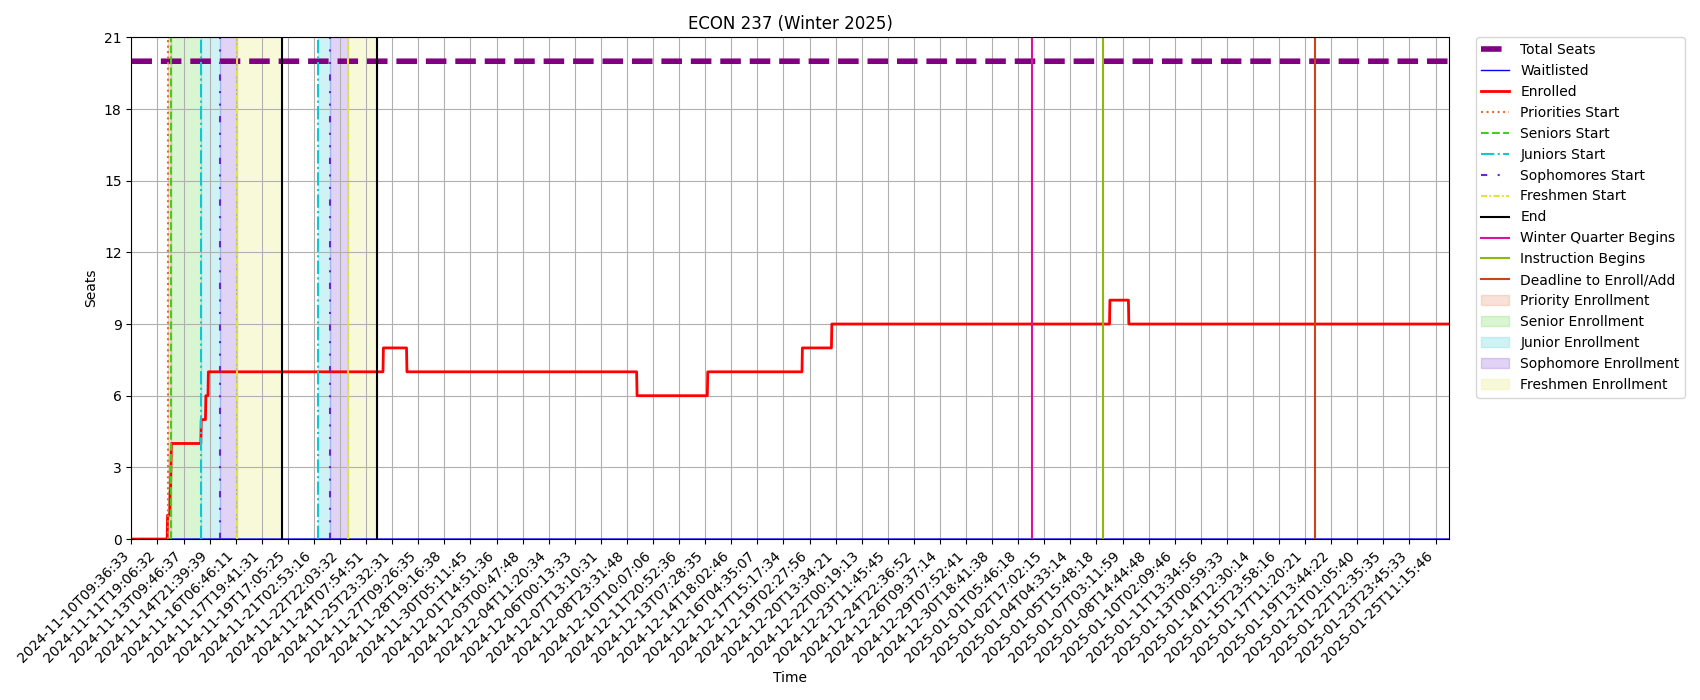 ECON 237 (Winter 2025)
21
18
15
12
9
6
3
0
Seats
2024-11-10T09:36:33
2024-11-11T19:06:32
2024-11-13T09:46:37
2024-11-14T21:39:39
2024-11-16T06:46:11
2024-11-17T19:41:31
2024-11-19T17:05:25
2024-11-21T02:53:16
2024-11-22T22:03:32
2024-11-24T07:54:51
2024-11-25T23:32:31
2024-11-27T09:26:35
2024-11-28T19:16:38
2024-11-30T05:11:45
2024-12-01T14:51:36
2024-12-03T00:47:48
2024-12-04T11:20:34
2024-12-06T00:13:33
2024-12-07T13:10:31
2024-12-08T23:31:48
2024-12-10T10:07:06
2024-12-11T20:52:36
2024-12-13T07:28:35
2024-12-14T18:02:46
2024-12-16T04:35:07
2024-12-17T15:17:34
2024-12-19T02:27:56
2024-12-20T13:34:21
2024-12-22T00:19:13
2024-12-23T11:45:45
2024-12-24T22:36:52
2024-12-26T09:37:14
2024-12-29T07:52:41
2024-12-30T18:41:38
2025-01-01T05:46:18
2025-01-02T17:02:15
2025-01-04T04:33:14
2025-01-05T15:48:18
2025-01-07T03:11:59
2025-01-08T14:44:48
2025-01-10T02:09:46
2025-01-11T13:34:56
2025-01-13T00:59:33
2025-01-14T12:30:14
2025-01-15T23:58:16
2025-01-17T11:20:21
2025-01-19T13:44:22
2025-01-21T01:05:40
2025-01-22T12:35:35
2025-01-23T23:45:33
2025-01-25T11:15:46
Time
Total Seats
Waitlisted
Enrolled
Priorities Start
Seniors Start
Juniors Start
Sophomores Start
Freshmen Start
End
Winter Quarter Begins
Instruction Begins
Deadline to Enroll/Add
Priority Enrollment
Senior Enrollment
Junior Enrollment
Sophomore Enrollment
Freshmen Enrollment